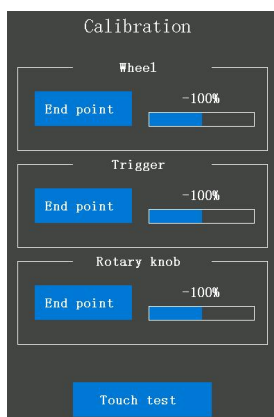 Calibration
Wheel
End point
-100%
Trigger
End point
-100%
Rotary knob
End point
-100%
Touch test